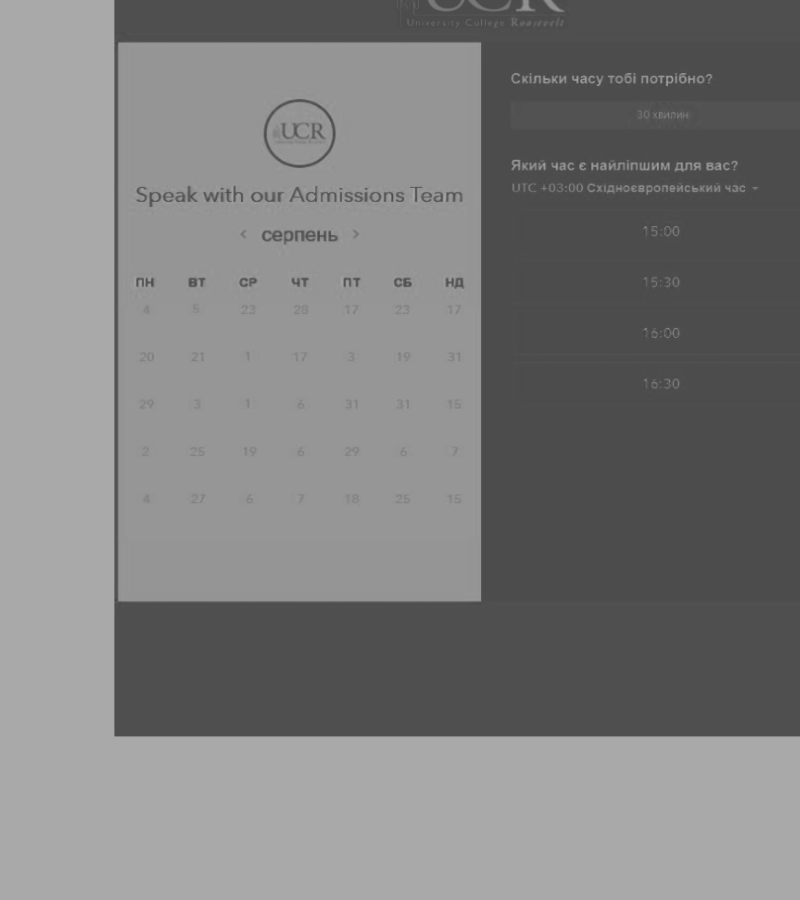 UCR
University College Roosevelt
UCR
Speak with our Admissions Team
< серпень >
ПН ВТ СР ЧТ ПТ СБ НД
4 5 23 28 17 23 17
20 21 1 17 3 19 31
29 3 1 6 31 31 15
2 25 19 6 29 6 7
4 27 6 7 18 25 15
Скільки часу тобі потрібно?
30 хвилин
Який час є найліпшим для вас?
UTC +03:00 Східноєвропейський час
15:00
15:30
16:00
16:30